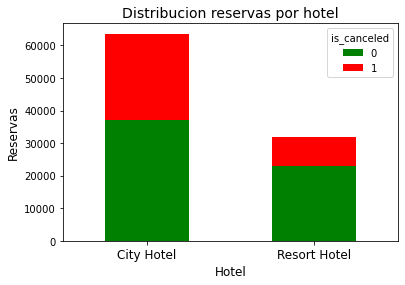 Distribucion reservas por hotel
is_canceled
0
1
Reservas
60000
50000
40000
30000
20000
10000
0
City Hotel
Resort Hotel
Hotel